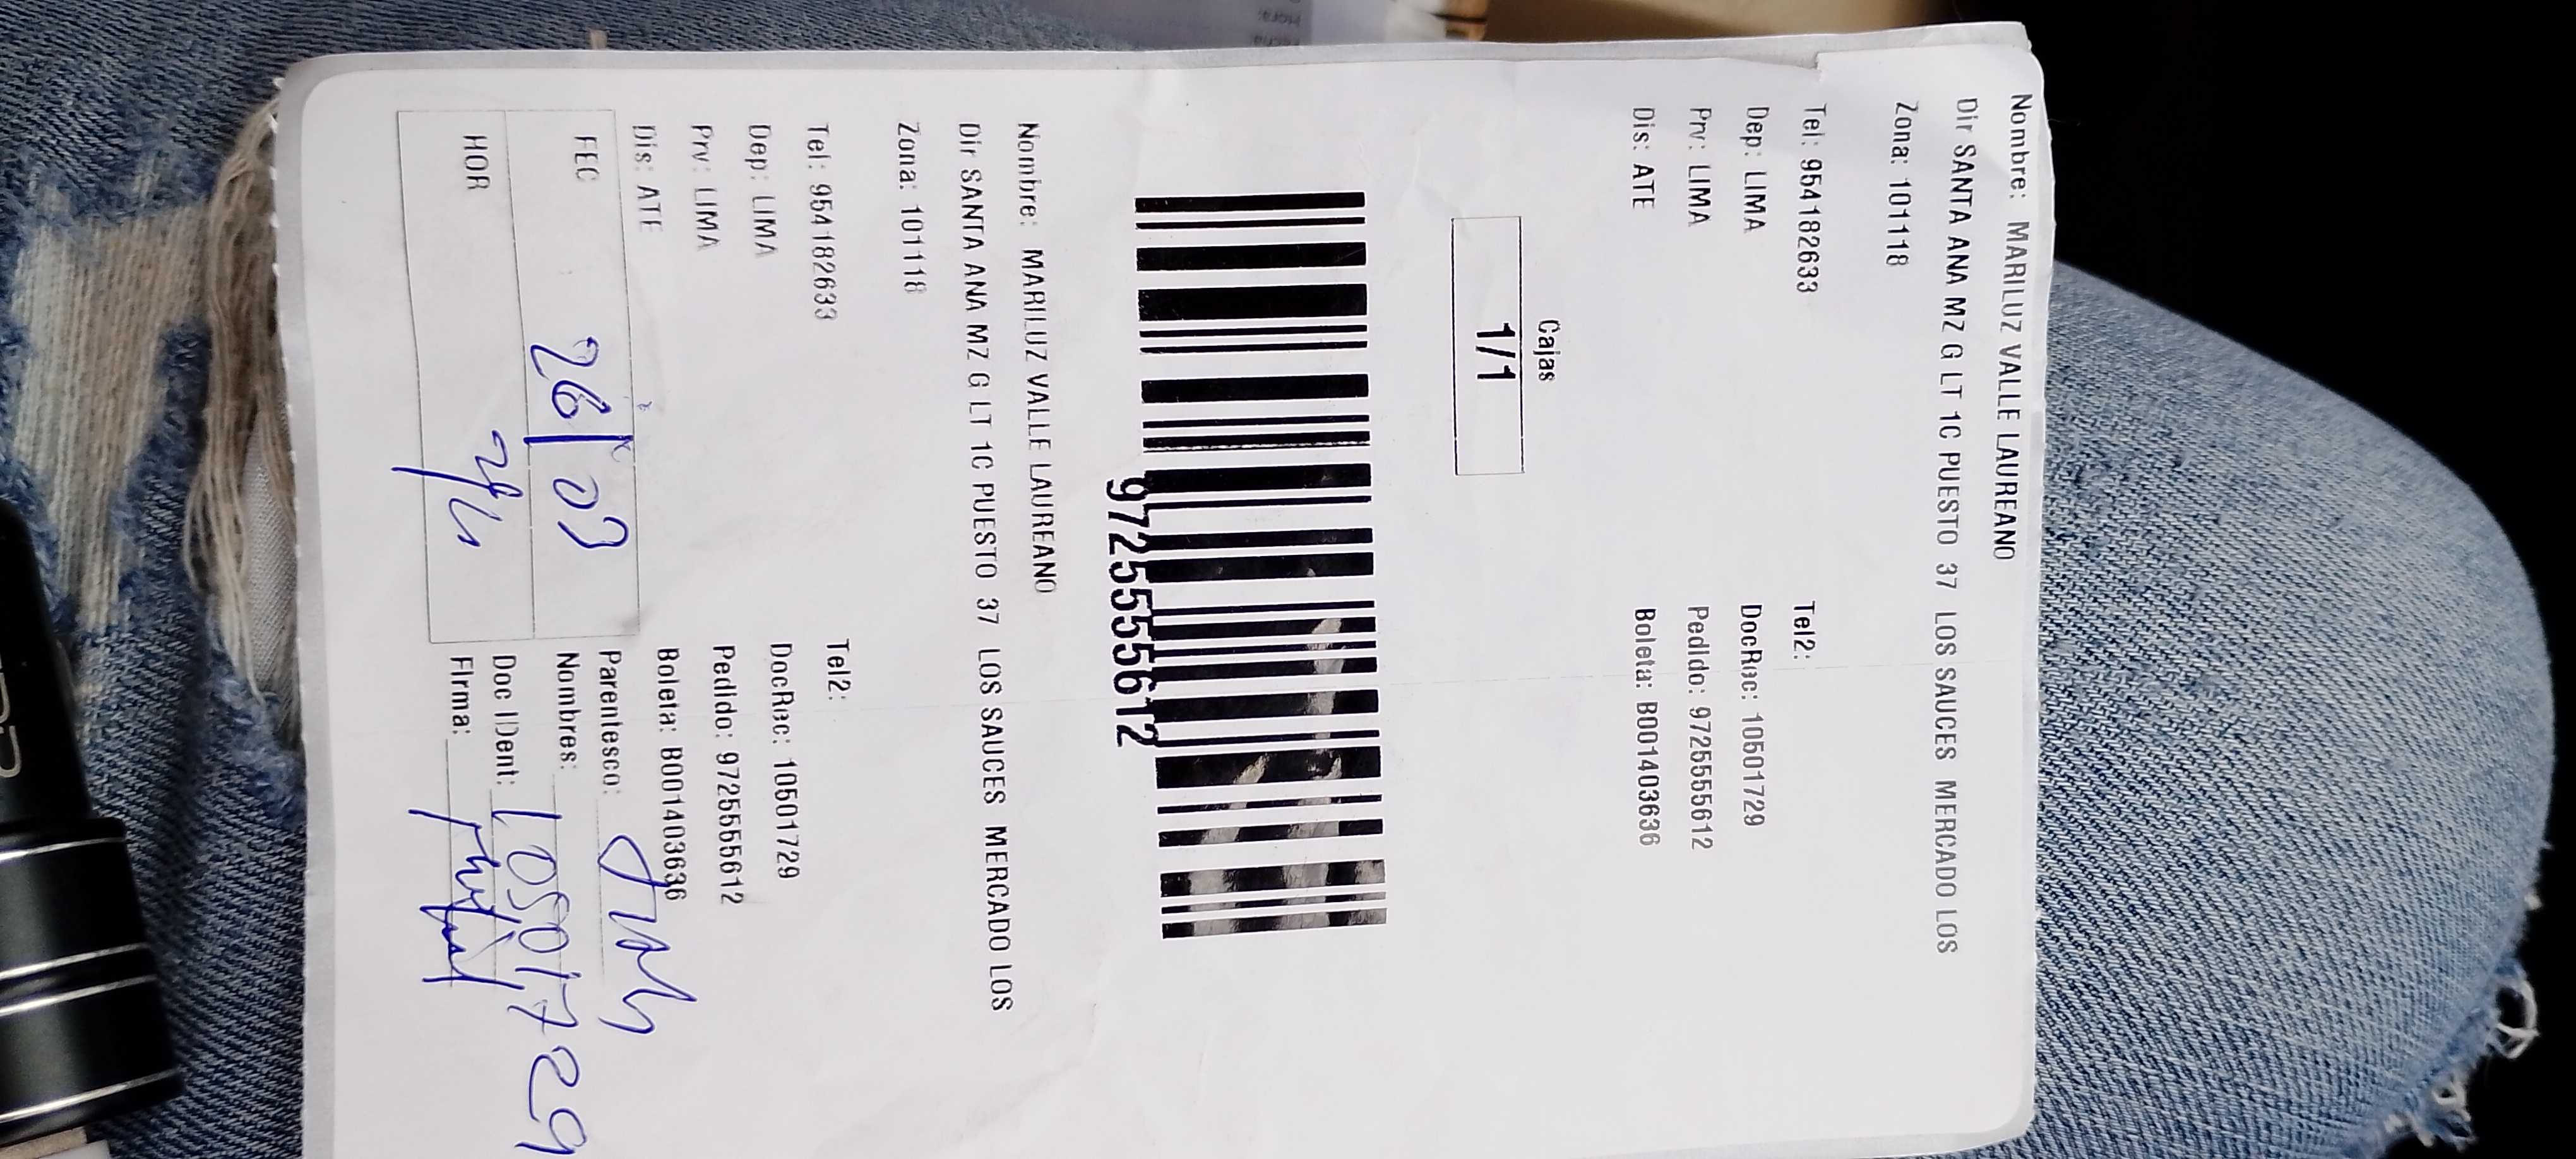 Nombre: MARILUZ VALLE LAUREANO
Dir SANTA ANA MZ G LT 1C PUESTO 37 LOS SAUCES MERCADO LOS
Zona: 101118
Tel: 954182633 Tel2:
Dep: LIMA DocRec: 10501729
Prv: LIMA Pedido: 9725555612
Dis: ATE Boleta: B001403636
Cajas
1/1
9725555612
Nombre: MARILUZ VALLE LAUREANO
Dir SANTA ANA MZ G LT 1C PUESTO 37 LOS SAUCES MERCADO LOS
Zona: 101118
Tel: 954182633 Tel2:
Dep: LIMA DocRec: 10501729
Prv: LIMA Pedido: 9725555612
Dis: ATE Boleta: B001403636
FEC 26/03 Parentesco:
Nombres:
HOR Doc IDent: 10501729
Firma: